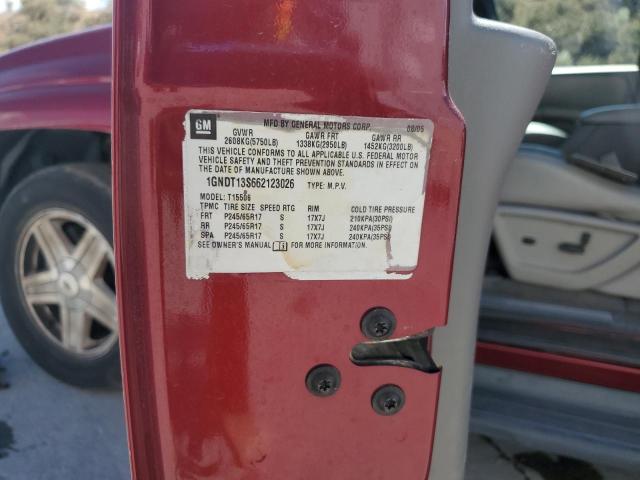 GM
MFD BY GENERAL MOTORS CORP 08/05
GVWR GAWR FRT GAWR RR
2608KG(5750LB) 1338KG(2950LB) 1452KG(3200LB)
THIS VEHICLE CONFORMS TO ALL APPLICABLE U.S. FEDERAL MOTOR
VEHICLE SAFETY AND THEFT PREVENTION STANDARDS IN EFFECT ON
THE DATE OF MANUFACTURE SHOWN ABOVE.
1GNDT13S662123026 TYPE: M.P.V.
MODEL: T15506
TPMC TIRE SIZE SPEED RTG RIM COLD TIRE PRESSURE
FRT P245/65R17 S 17X7J 210KPA(30PSI)
RR P245/65R17 S 17X7J 240KPA(35PSI)
SPA P245/65R17 S 17X7J 240KPA(35PSI)
SEE OWNER'S MANUAL FOR MORE INFORMATION.